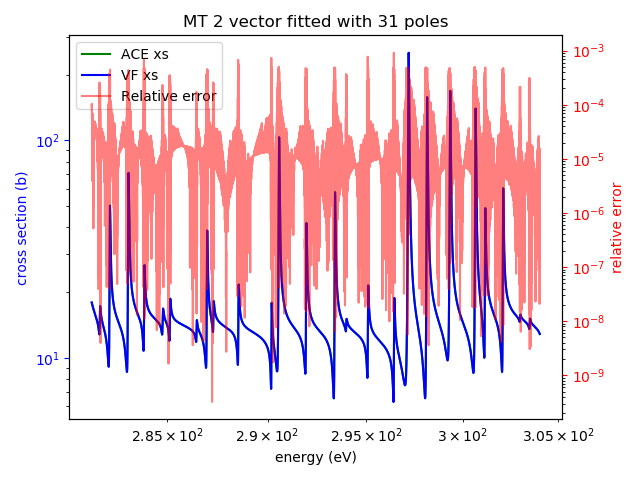 MT 2 vector fitted with 31 poles
ACE xs
VF xs
Relative error
cross section (b)
10²
10¹
relative error
10⁻³
10⁻⁴
10⁻⁵
10⁻⁶
10⁻⁷
10⁻⁸
10⁻⁹
2.85 × 10² 2.9 × 10² 2.95 × 10² 3 × 10² 3.05 × 10²
energy (eV)